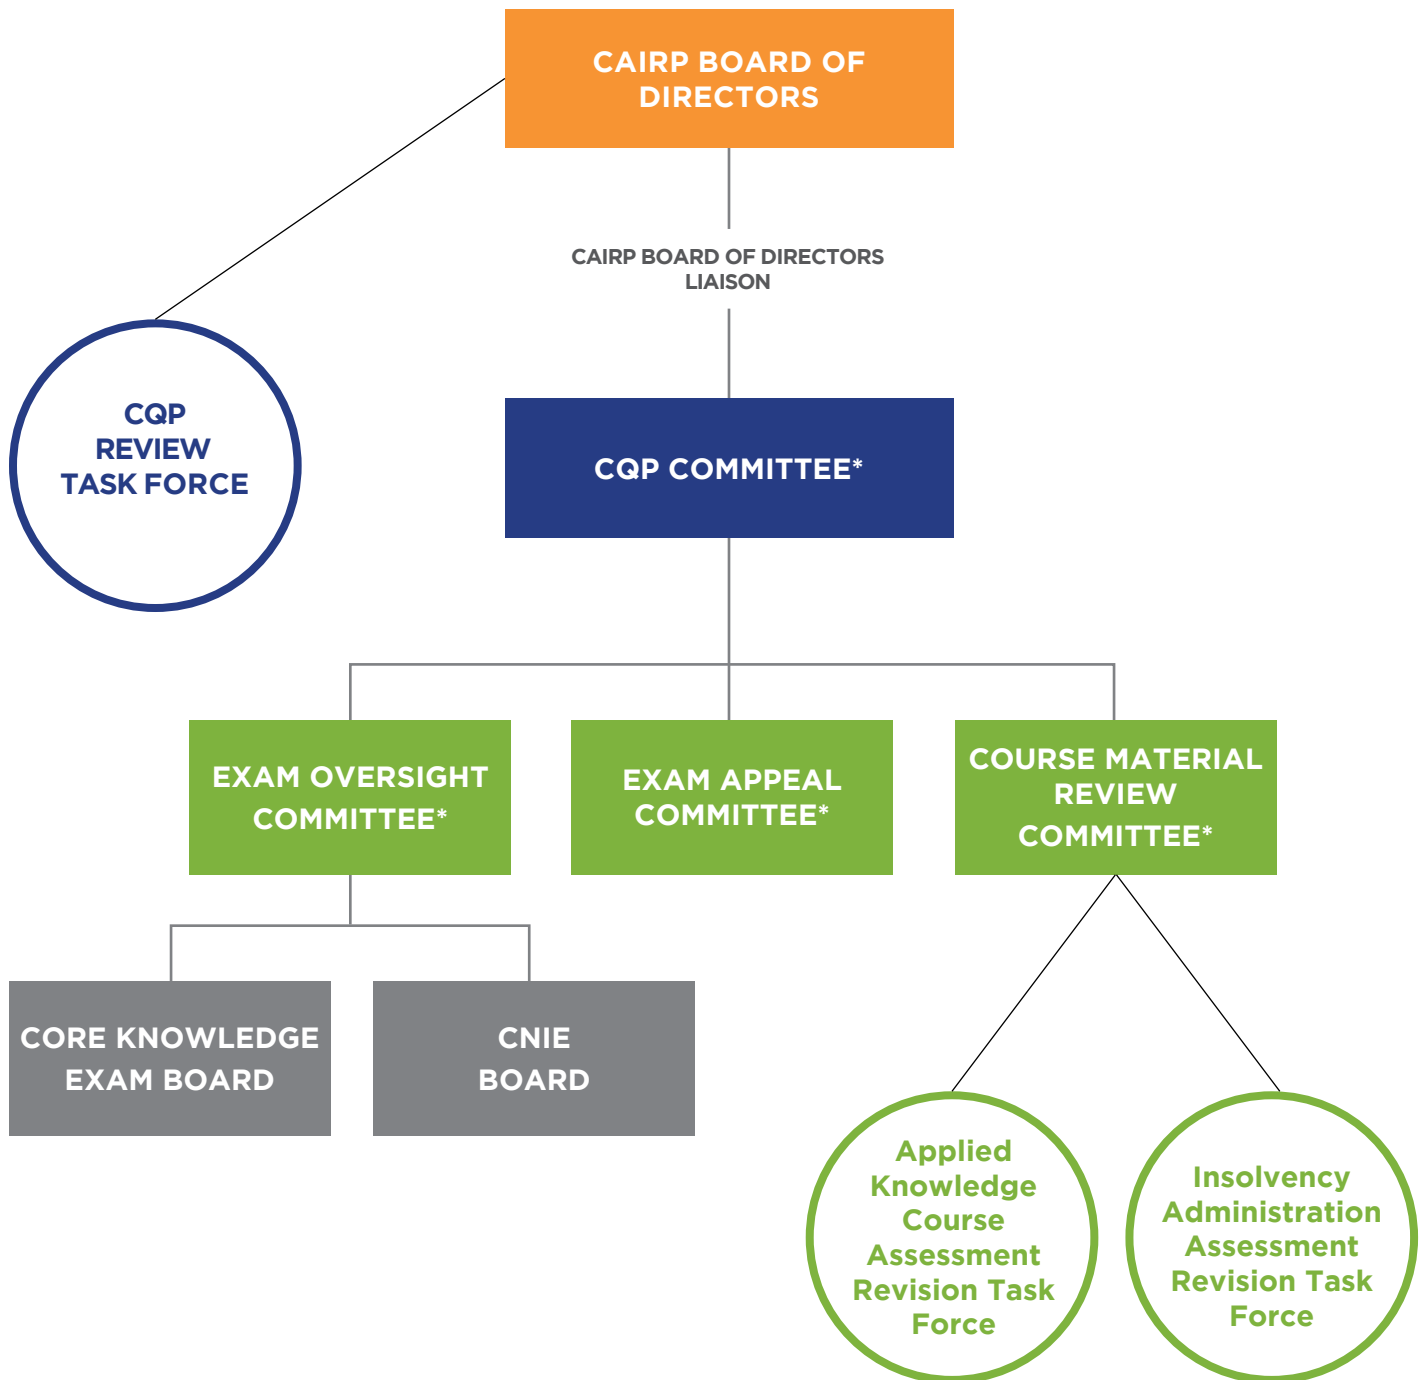 CAIRP BOARD OF
DIRECTORS
CAIRP BOARD OF DIRECTORS
LIAISON
CQP
REVIEW
TASK FORCE
CQP COMMITTEE*
EXAM OVERSIGHT
COMMITTEE*
EXAM APPEAL
COMMITTEE*
COURSE MATERIAL
REVIEW
COMMITTEE*
CORE KNOWLEDGE
EXAM BOARD
CNIE
BOARD
Applied
Knowledge
Course
Assessment
Revision Task
Force
Insolvency
Administration
Assessment
Revision Task
Force